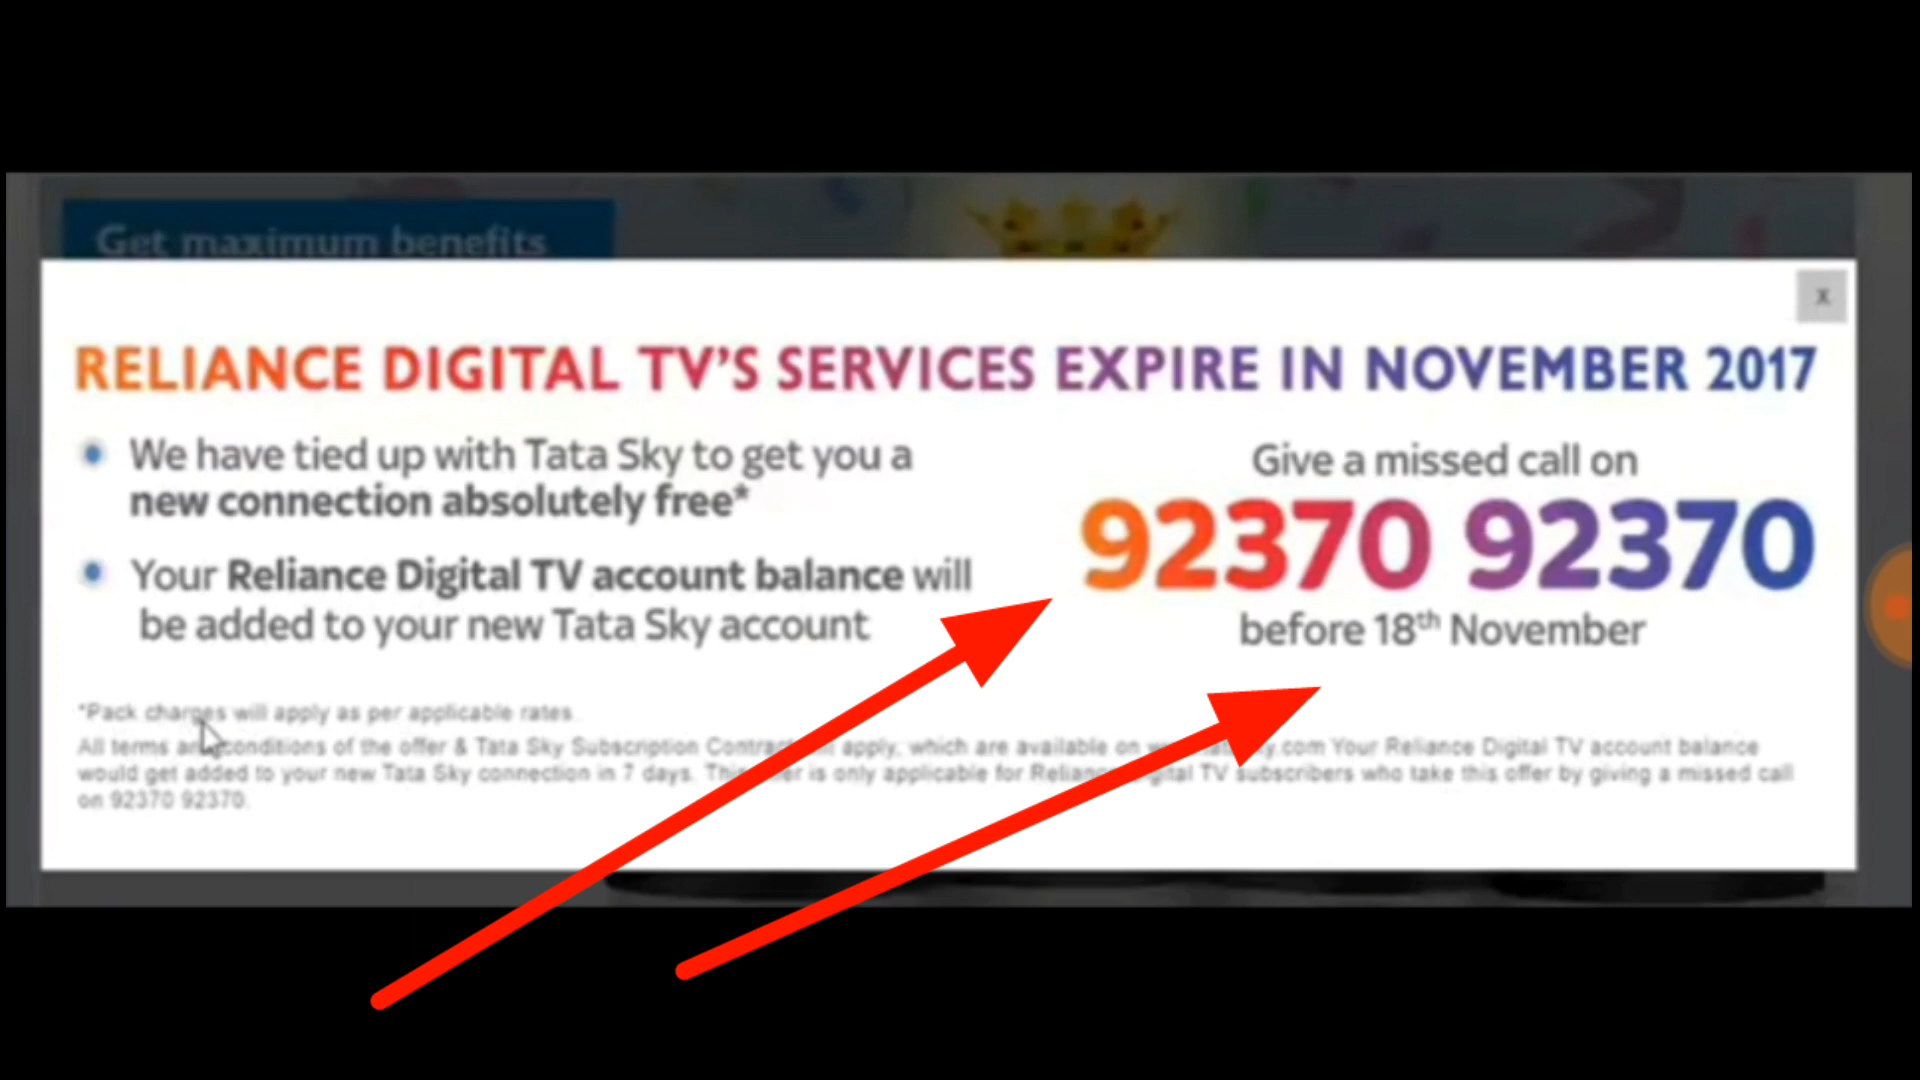 Get maximum benefits
x
RELIANCE DIGITAL TV'S SERVICES EXPIRE IN NOVEMBER 2017
• We have tied up with Tata Sky to get you a
new connection absolutely free*
• Your Reliance Digital TV account balance will
be added to your new Tata Sky account
Give a missed call on
92370 92370
before 18th November
*Pack charges will apply as per applicable rates.
All terms and conditions of the offer & Tata Sky Subscription Contract apply, which are available on .com Your Reliance Digital TV account balance
would get added to your new Tata Sky connection in 7 days. This is only applicable for Reliance Digital TV subscribers who take this offer by giving a missed call
on 92370 92370.